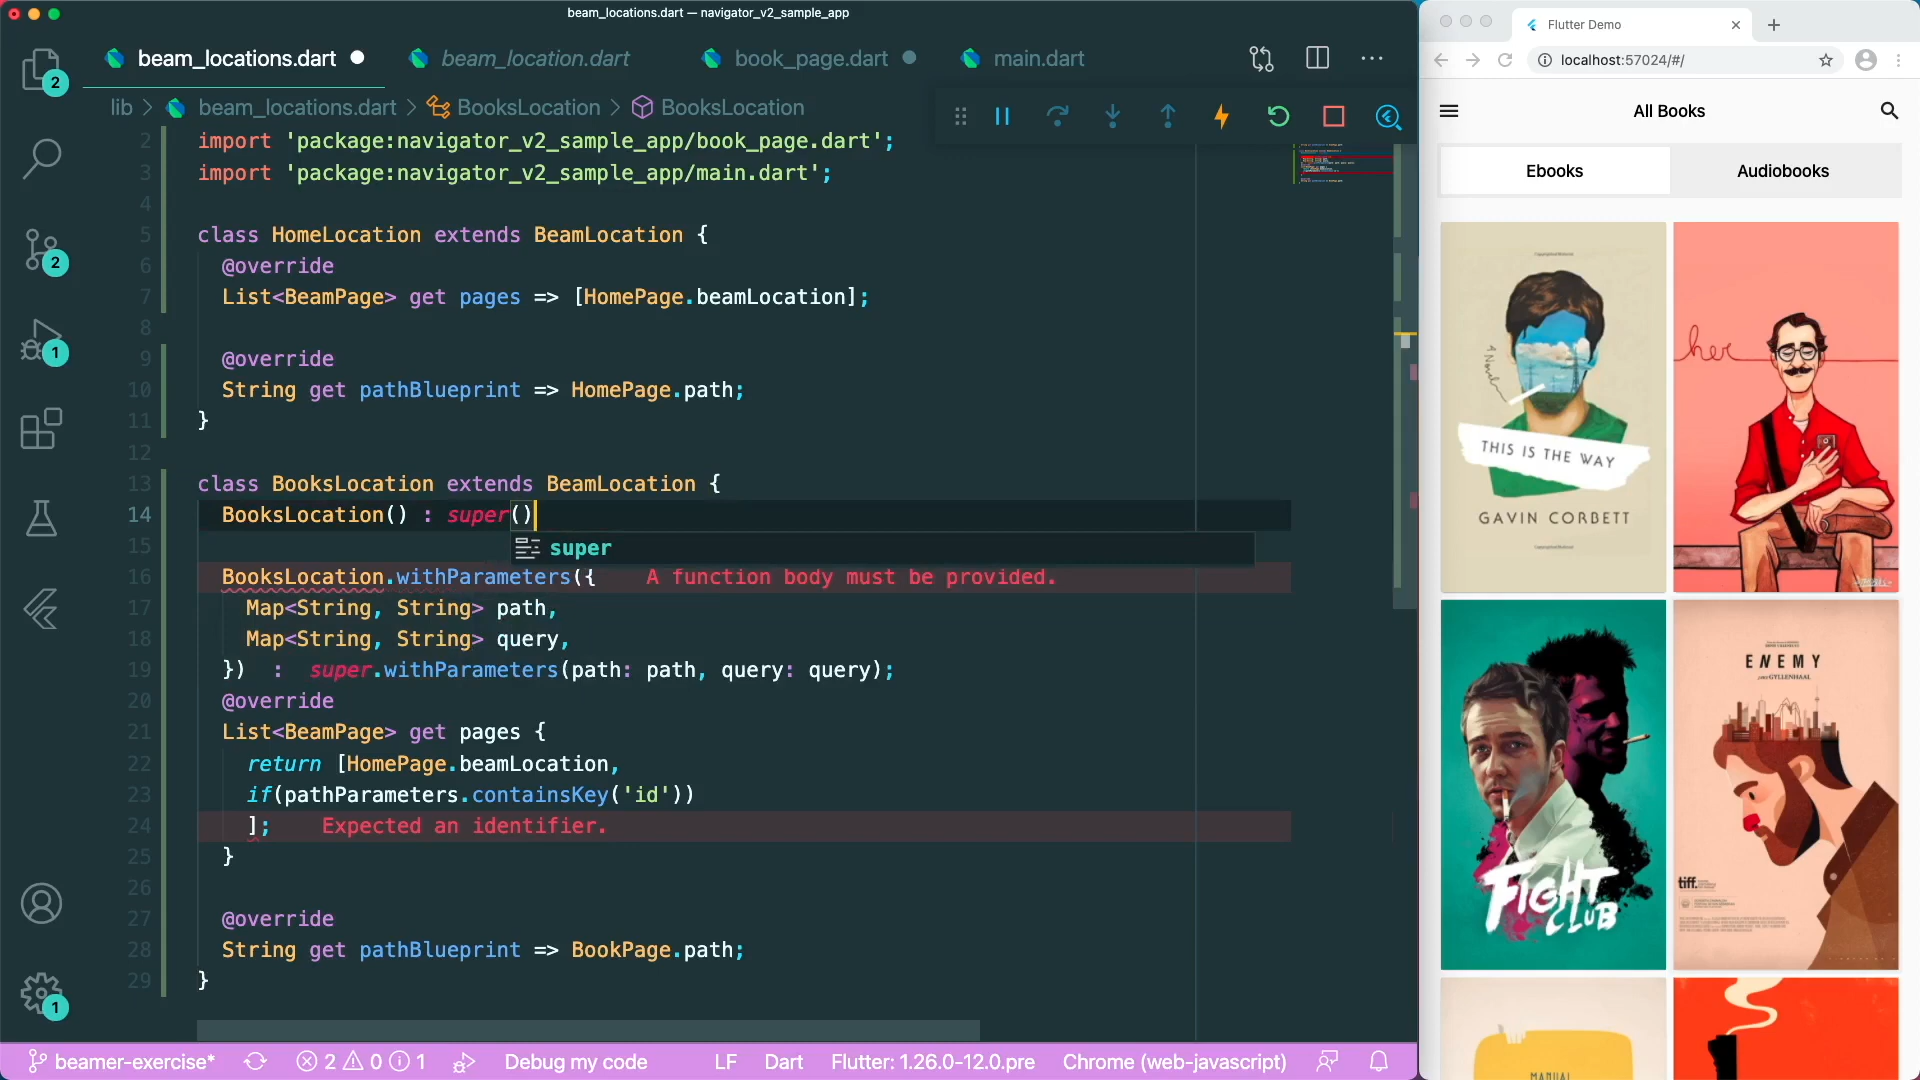 beam_locations.dart — navigator_v2_sample_app
beam_locations.dart
beam_location.dart
book_page.dart
main.dart
lib > beam_locations.dart > BooksLocation > BooksLocation
2 import 'package:navigator_v2_sample_app/book_page.dart';
3 import 'package:navigator_v2_sample_app/main.dart';
4
5 class HomeLocation extends BeamLocation {
6 @override
7 List<BeamPage> get pages => [HomePage.beamLocation];
8
9 @override
10 String get pathBlueprint => HomePage.path;
11 }
12
13 class BooksLocation extends BeamLocation {
14 BooksLocation() : super()
super
15
16 BooksLocation.withParameters({ A function body must be provided.
17 Map<String, String> path,
18 Map<String, String> query,
19 }) : super.withParameters(path: path, query: query);
20 @override
21 List<BeamPage> get pages {
22 return [HomePage.beamLocation,
23 if(pathParameters.containsKey('id'))
24 ]; Expected an identifier.
25 }
26
27 @override
28 String get pathBlueprint => BookPage.path;
29 }
2
2
1
1
beamer-exercise* 2 0 1 Debug my code LF Dart Flutter: 1.26.0-12.0.pre Chrome (web-javascript)
Flutter Demo
localhost:57024/#/
All Books
Ebooks
Audiobooks
A Novel
THIS IS THE WAY
GAVIN CORBETT
her
FIGHT
CLUB
ENEMY
GYLLENHAAL
tiff.
MANUAL